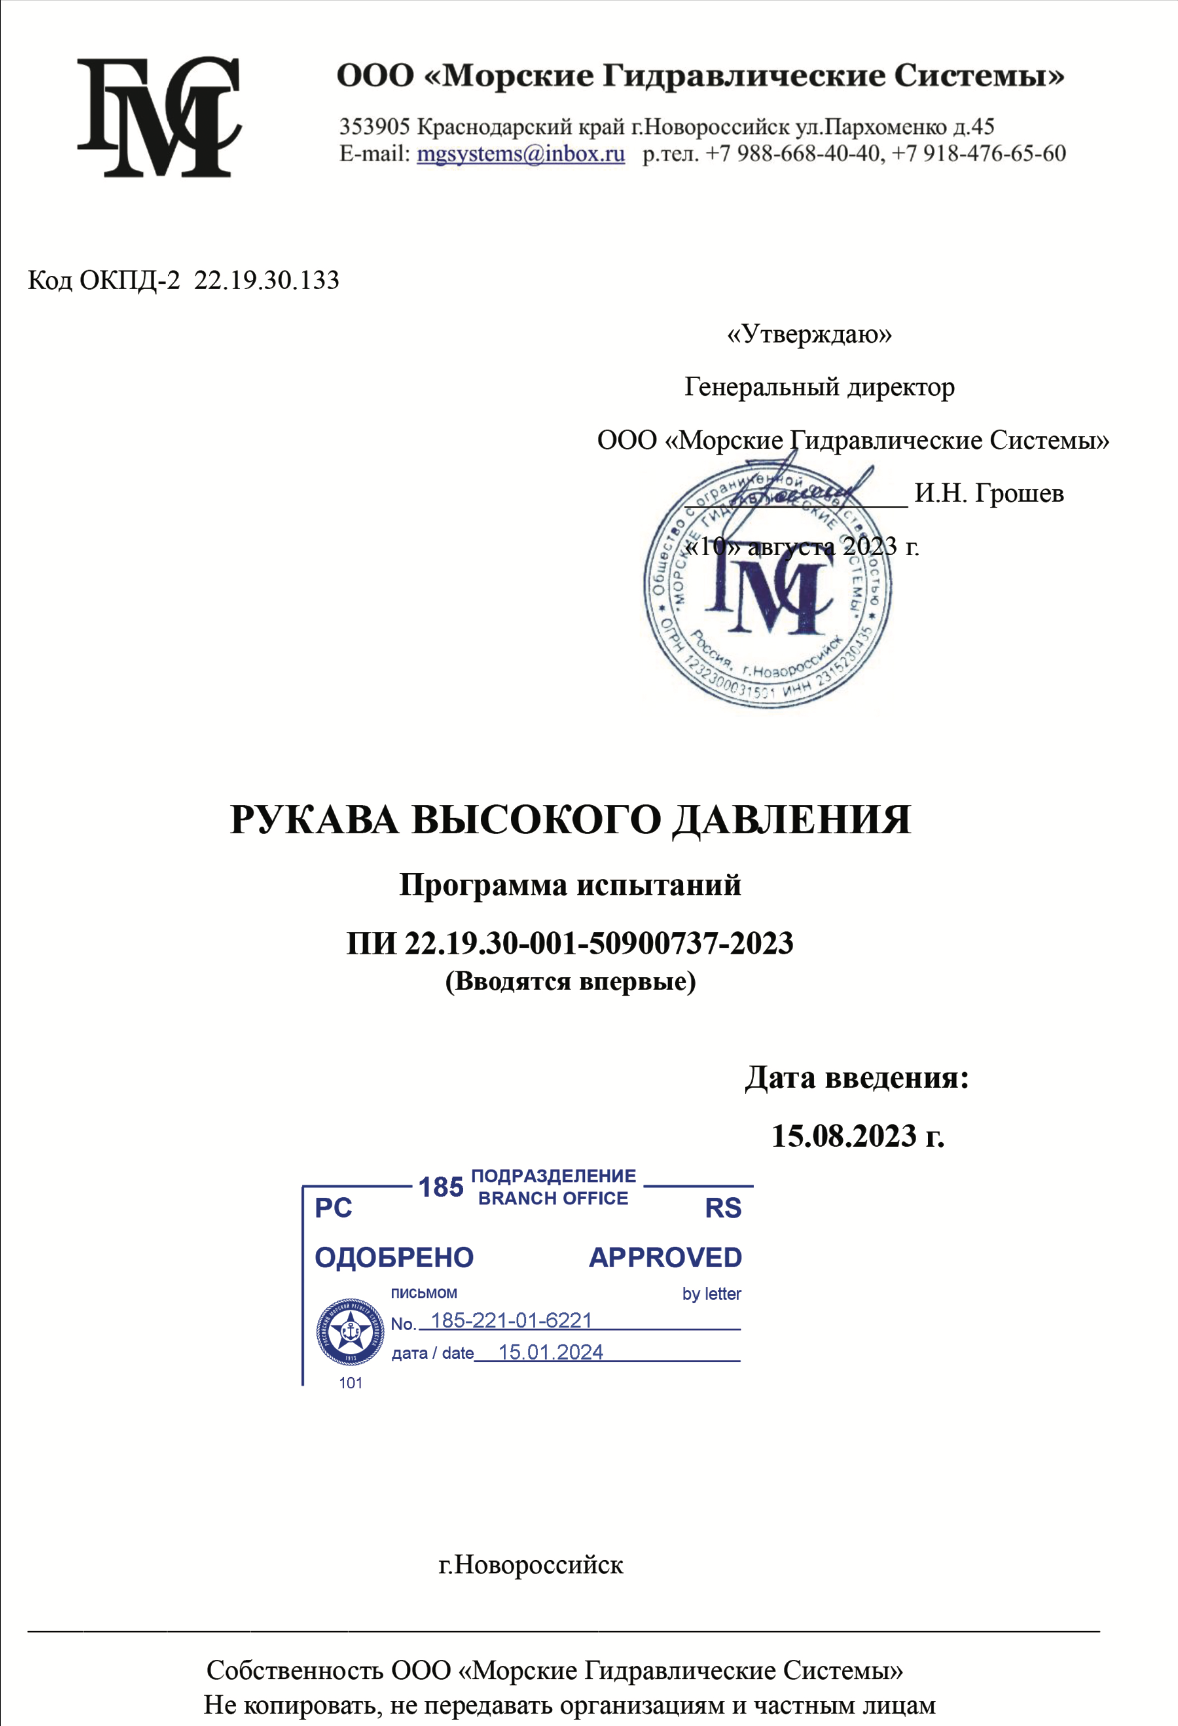 ГМС
ООО «Морские Гидравлические Системы»
353905 Краснодарский край г.Новороссийск ул.Пархоменко д.45
E-mail: mgsystems@inbox.ru р.тел. +7 988-668-40-40, +7 918-476-65-60
Код ОКПД-2 22.19.30.133
«Утверждаю»
Генеральный директор
ООО «Морские Гидравлические Системы»
И.Н. Грошев
«10» августа 2023 г.
* Общество с ограниченной ответственностью *
"МОРСКИЕ ГИДРАВЛИЧЕСКИЕ СИСТЕМЫ"
ГМС
Россия, г.Новороссийск
ОГРН 1232300031501 ИНН 2315230435
РУКАВА ВЫСОКОГО ДАВЛЕНИЯ
Программа испытаний
ПИ 22.19.30-001-50900737-2023
(Вводятся впервые)
Дата введения:
15.08.2023 г.
185 ПОДРАЗДЕЛЕНИЕ
BRANCH OFFICE
РС RS
ОДОБРЕНО APPROVED
письмом by letter
No. 185-221-01-6221
дата / date 15.01.2024
1913
101
г.Новороссийск
Собственность ООО «Морские Гидравлические Системы»
Не копировать, не передавать организациям и частным лицам